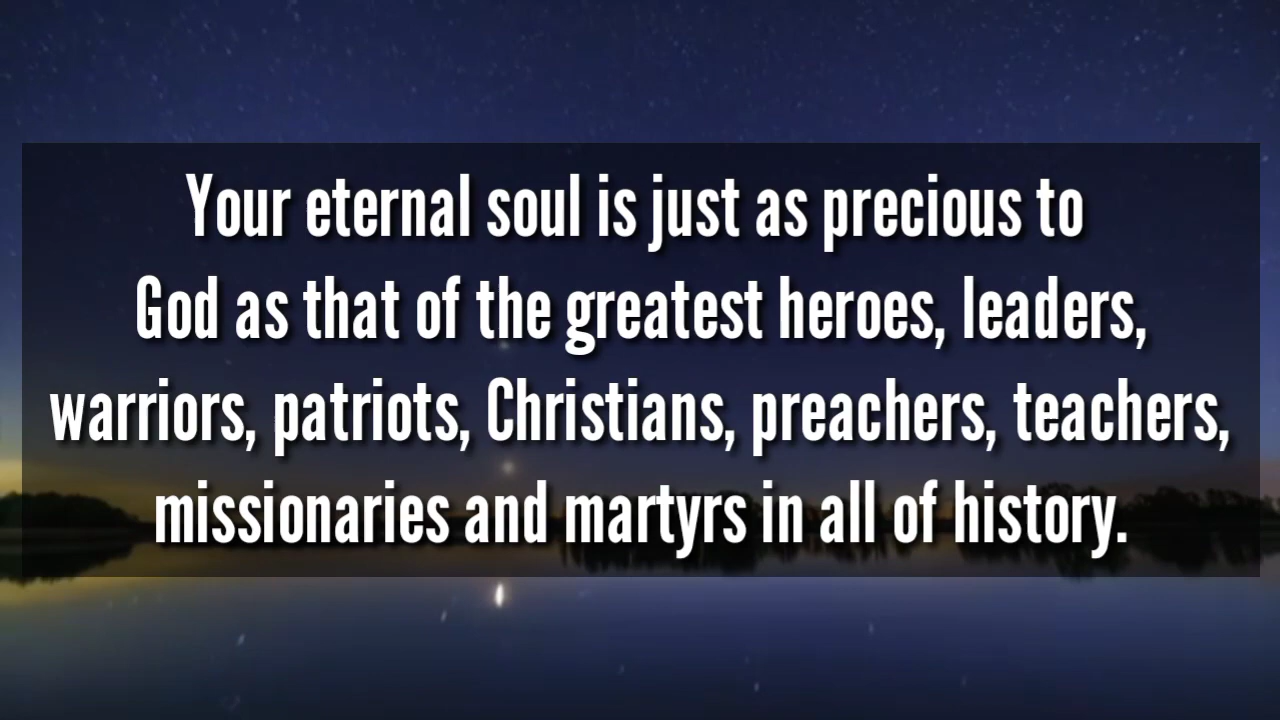 Your eternal soul is just as precious to
God as that of the greatest heroes, leaders,
warriors, patriots, Christians, preachers, teachers,
missionaries and martyrs in all of history.